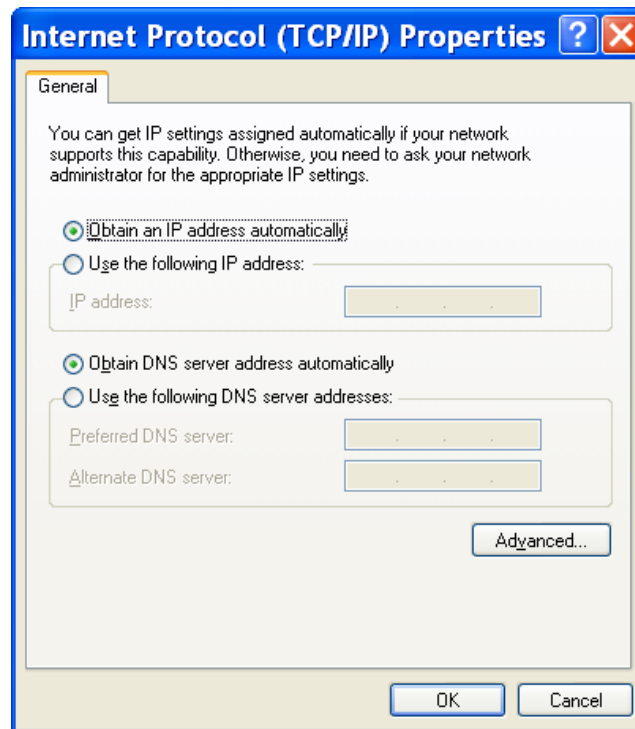 Internet Protocol (TCP/IP) Properties
General
You can get IP settings assigned automatically if your network
supports this capability. Otherwise, you need to ask your network
administrator for the appropriate IP settings.
Obtain an IP address automatically
Use the following IP address:
IP address:
Obtain DNS server address automatically
Use the following DNS server addresses:
Preferred DNS server:
Alternate DNS server:
Advanced...
OK Cancel